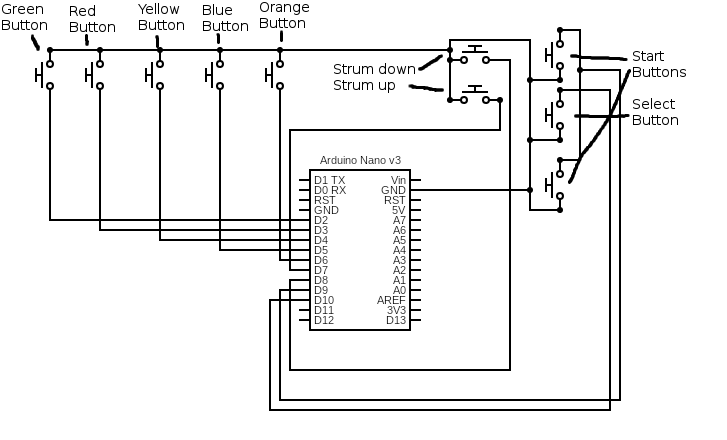 Green
Button
Red
Button
Yellow
Button
Blue
Button
Orange
Button
Strum down
Strum up
Start
Buttons
Select
Button
Arduino Nano v3
D1 TX
D0 RX
RST
GND
D2
D3
D4
D5
D6
D7
D8
D9
D10
D11
D12
Vin
GND
RST
5V
A7
A6
A5
A4
A3
A2
A1
A0
AREF
3V3
D13